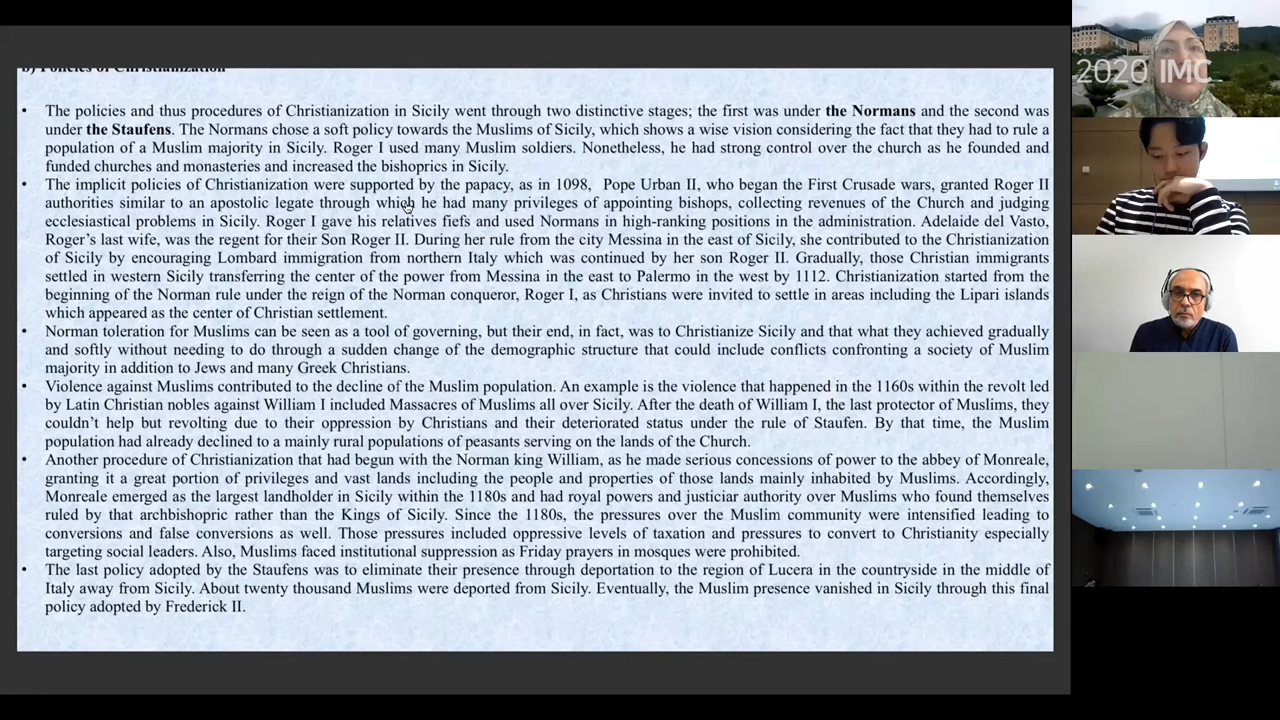 b) Policies of Christianization
• The policies and thus procedures of Christianization in Sicily went through two distinctive stages; the first was under the Normans and the second was
under the Staufens. The Normans chose a soft policy towards the Muslims of Sicily, which shows a wise vision considering the fact that they had to rule a
population of a Muslim majority in Sicily. Roger I used many Muslim soldiers. Nonetheless, he had strong control over the church as he founded and
funded churches and monasteries and increased the bishoprics in Sicily.
• The implicit policies of Christianization were supported by the papacy, as in 1098, Pope Urban II, who began the First Crusade wars, granted Roger II
authorities similar to an apostolic legate through which he had many privileges of appointing bishops, collecting revenues of the Church and judging
ecclesiastical problems in Sicily. Roger I gave his relatives fiefs and used Normans in high-ranking positions in the administration. Adelaide del Vasto,
Roger’s last wife, was the regent for their Son Roger II. During her rule from the city Messina in the east of Sicily, she contributed to the Christianization
of Sicily by encouraging Lombard immigration from northern Italy which was continued by her son Roger II. Gradually, those Christian immigrants
settled in western Sicily transferring the center of the power from Messina in the east to Palermo in the west by 1112. Christianization started from the
beginning of the Norman rule under the reign of the Norman conqueror, Roger I, as Christians were invited to settle in areas including the Lipari islands
which appeared as the center of Christian settlement.
• Norman toleration for Muslims can be seen as a tool of governing, but their end, in fact, was to Christianize Sicily and that what they achieved gradually
and softly without needing to do through a sudden change of the demographic structure that could include conflicts confronting a society of Muslim
majority in addition to Jews and many Greek Christians.
• Violence against Muslims contributed to the decline of the Muslim population. An example is the violence that happened in the 1160s within the revolt led
by Latin Christian nobles against William I included Massacres of Muslims all over Sicily. After the death of William I, the last protector of Muslims, they
couldn’t help but revolting due to their oppression by Christians and their deteriorated status under the rule of Staufen. By that time, the Muslim
population had already declined to a mainly rural populations of peasants serving on the lands of the Church.
• Another procedure of Christianization that had begun with the Norman king William, as he made serious concessions of power to the abbey of Monreale,
granting it a great portion of privileges and vast lands including the people and properties of those lands mainly inhabited by Muslims. Accordingly,
Monreale emerged as the largest landholder in Sicily within the 1180s and had royal powers and justiciar authority over Muslims who found themselves
ruled by that archbishopric rather than the Kings of Sicily. Since the 1180s, the pressures over the Muslim community were intensified leading to
conversions and false conversions as well. Those pressures included oppressive levels of taxation and pressures to convert to Christianity especially
targeting social leaders. Also, Muslims faced institutional suppression as Friday prayers in mosques were prohibited.
• The last policy adopted by the Staufens was to eliminate their presence through deportation to the region of Lucera in the countryside in the middle of
Italy away from Sicily. About twenty thousand Muslims were deported from Sicily. Eventually, the Muslim presence vanished in Sicily through this final
policy adopted by Frederick II.
2020 IMC